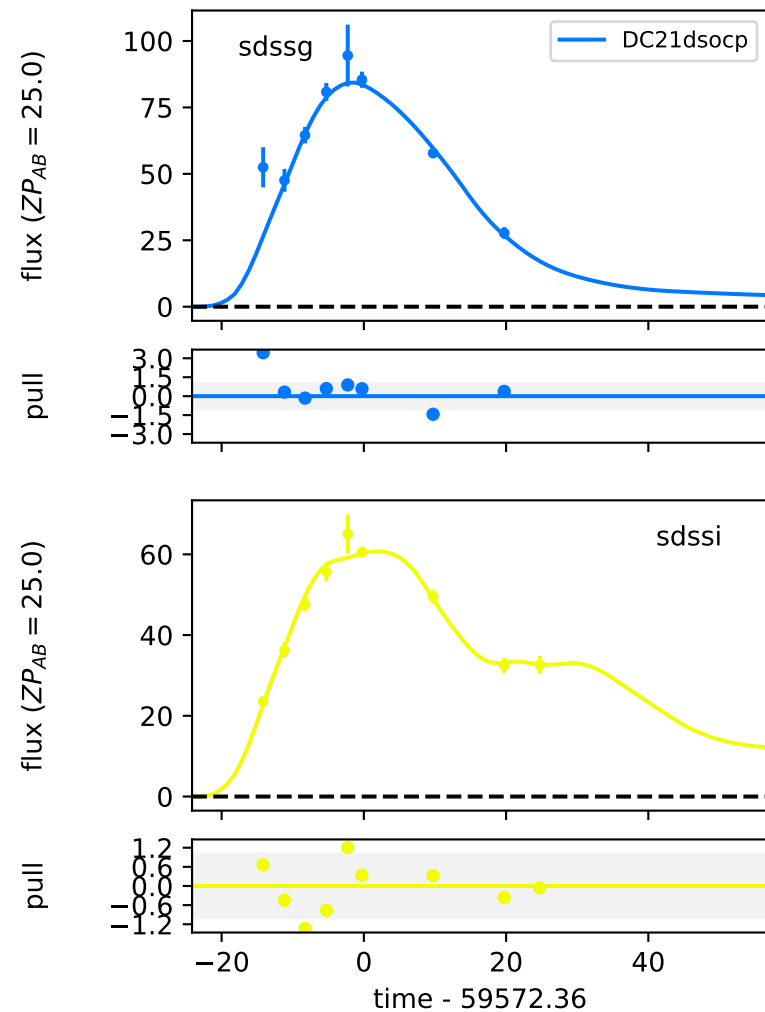 sdssg
DC21dsocp
flux (ZP_AB = 25.0)
100
75
50
25
0
pull
3.0
1.5
0.0
−1.5
−3.0
sdssi
flux (ZP_AB = 25.0)
60
40
20
0
pull
1.2
0.6
0.0
−0.6
−1.2
−20 0 20 40
time - 59572.36